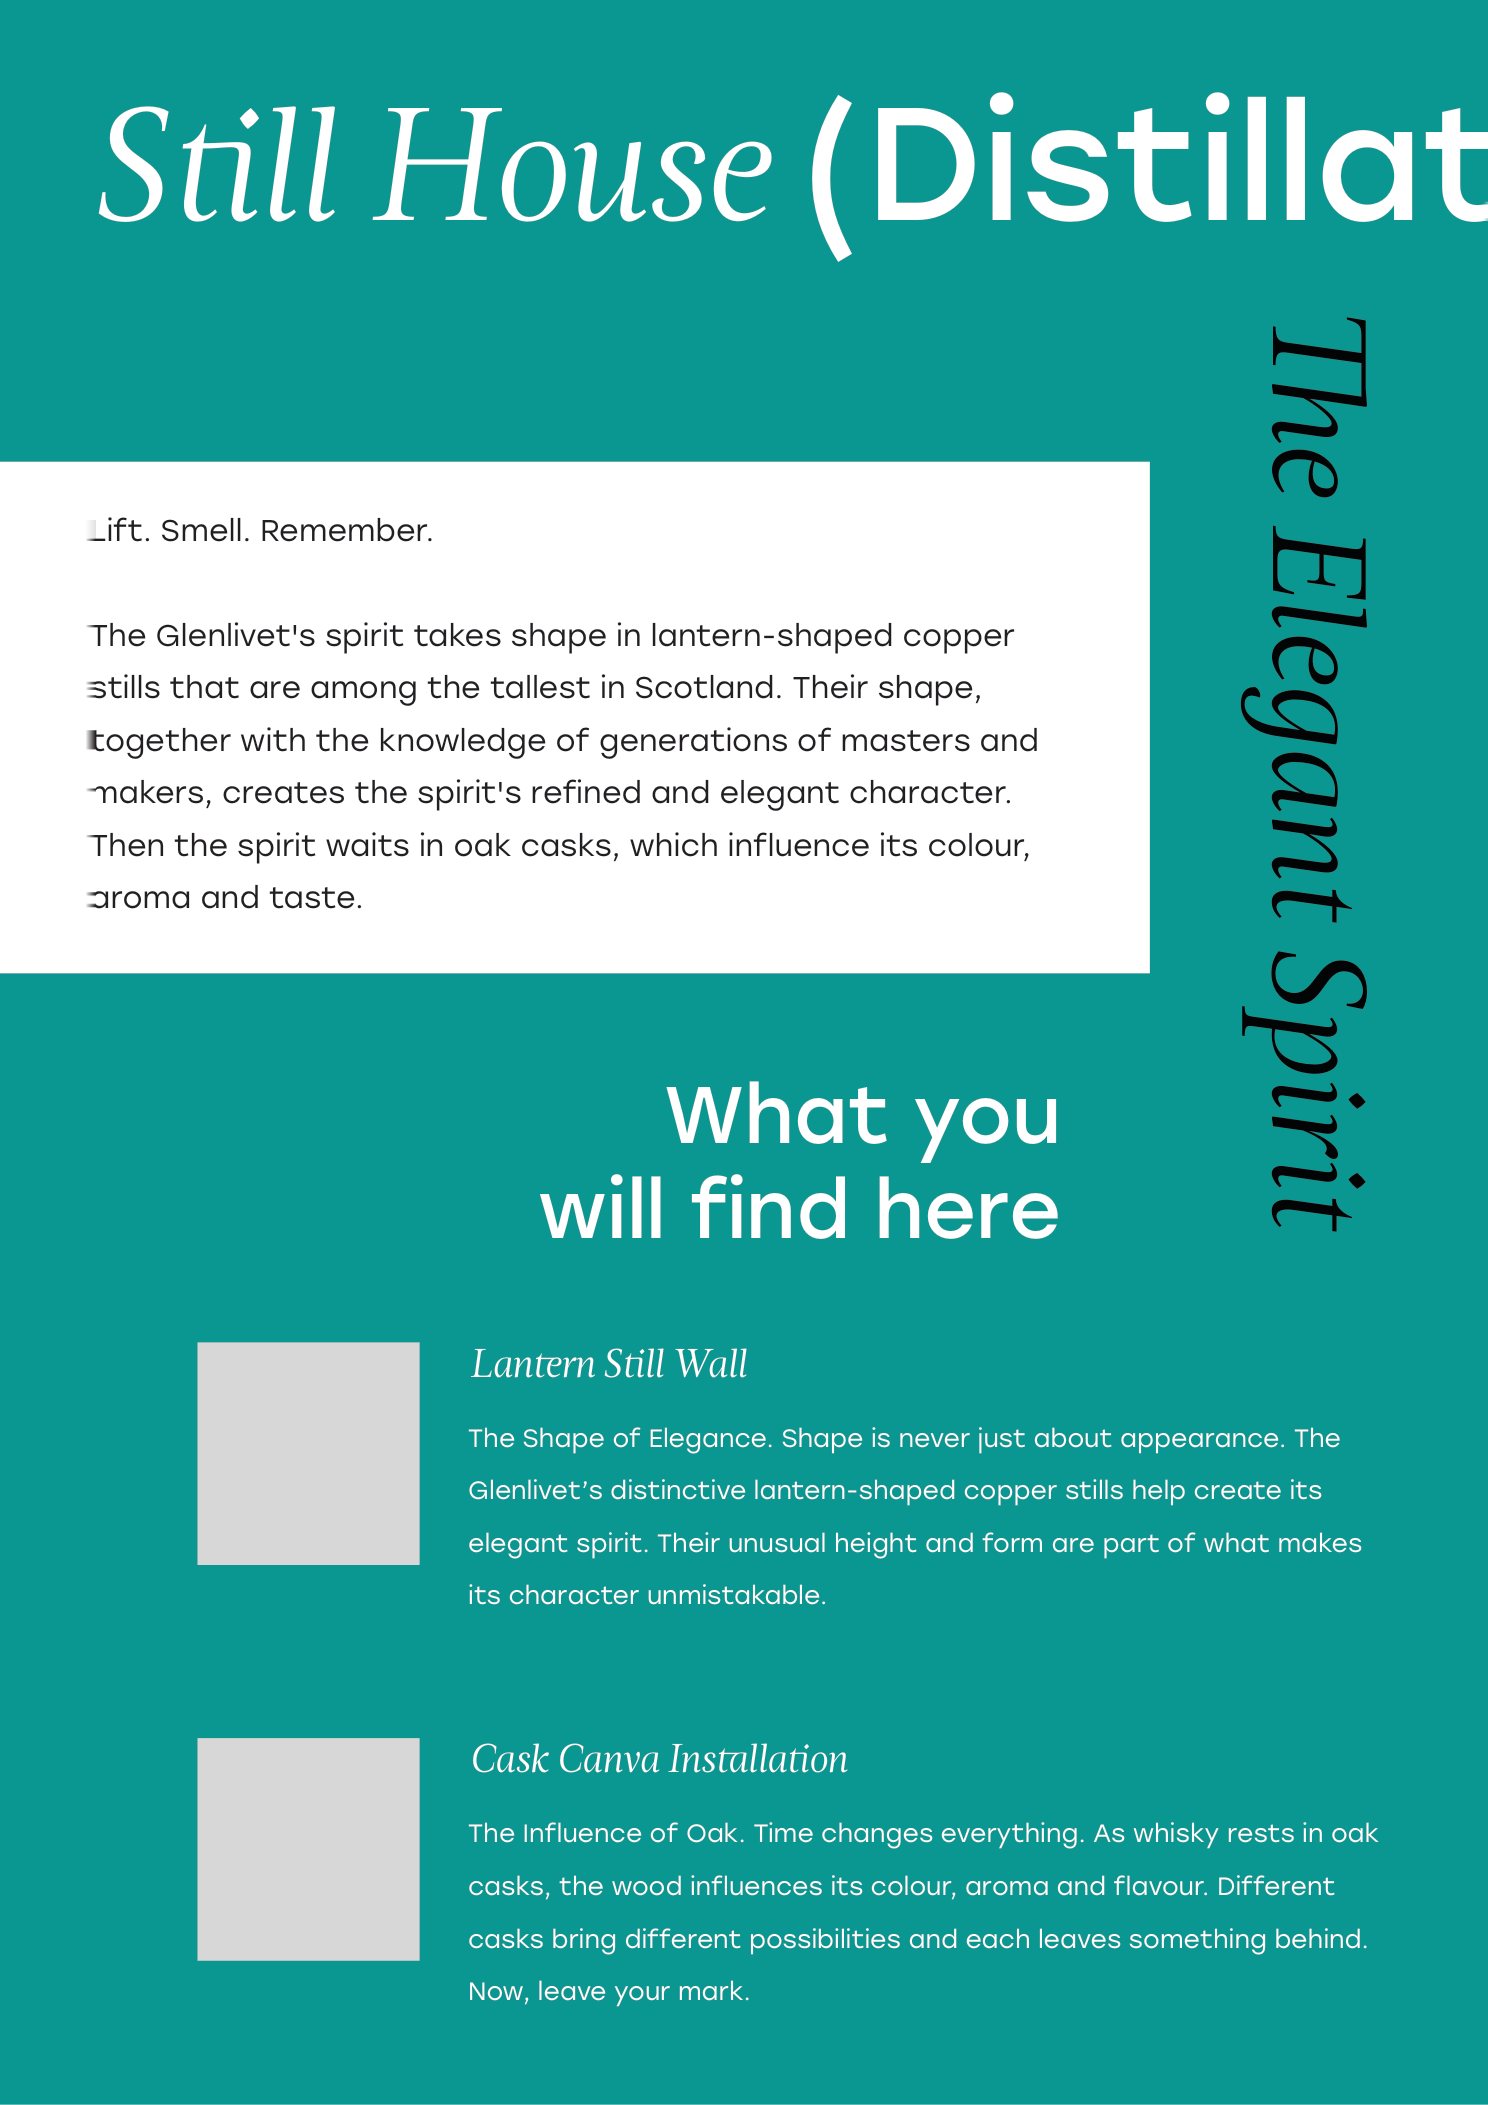 Still House (Distillat
The Elegant Spirit
Lift. Smell. Remember.
The Glenlivet's spirit takes shape in lantern-shaped copper
stills that are among the tallest in Scotland. Their shape,
together with the knowledge of generations of masters and
makers, creates the spirit's refined and elegant character.
Then the spirit waits in oak casks, which influence its colour,
aroma and taste.
What you
will find here
Lantern Still Wall
The Shape of Elegance. Shape is never just about appearance. The
Glenlivet’s distinctive lantern-shaped copper stills help create its
elegant spirit. Their unusual height and form are part of what makes
its character unmistakable.
Cask Canva Installation
The Influence of Oak. Time changes everything. As whisky rests in oak
casks, the wood influences its colour, aroma and flavour. Different
casks bring different possibilities and each leaves something behind.
Now, leave your mark.